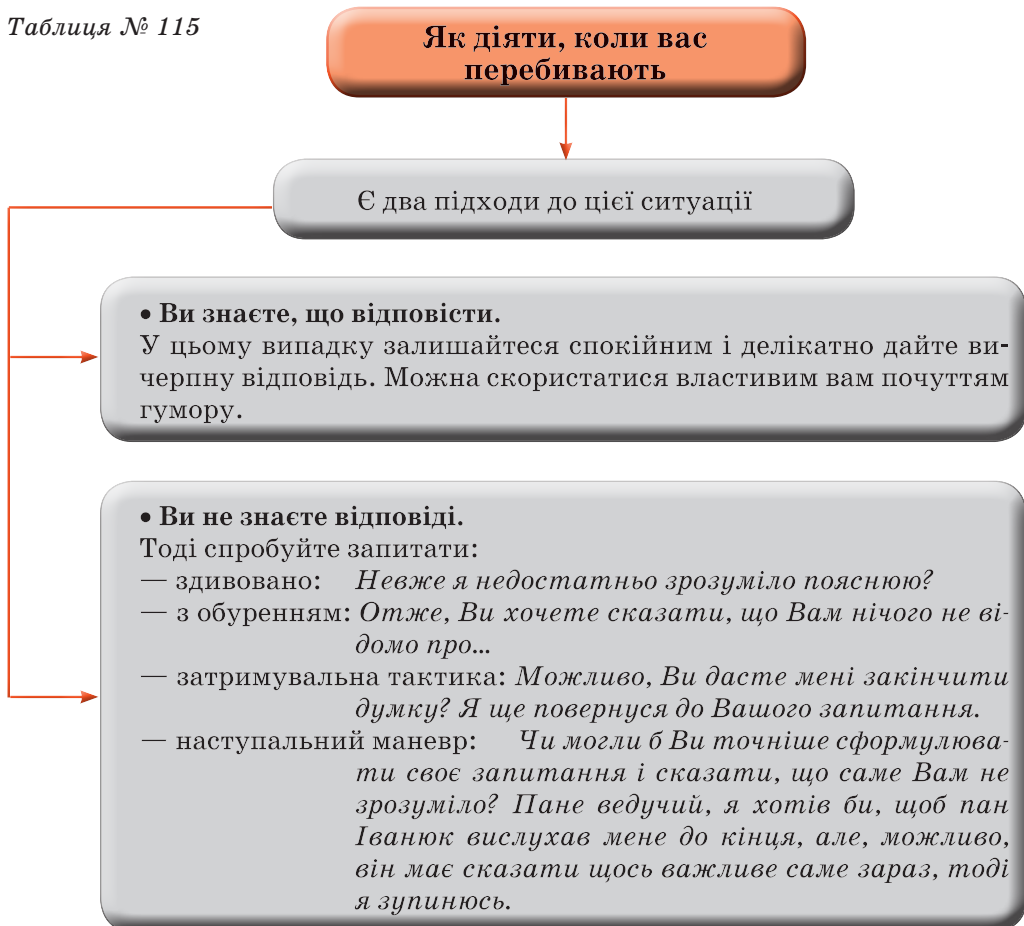 Таблиця № 115
Як діяти, коли вас
перебивають
Є два підходи до цієї ситуації
• Ви знаєте, що відповісти.
У цьому випадку залишайтеся спокійним і делікатно дайте ви-
черпну відповідь. Можна скористатися властивим вам почуттям
гумору.
• Ви не знаєте відповіді.
Тоді спробуйте запитати:
— здивовано: Невже я недостатньо зрозуміло пояснюю?
— з обуренням: Отже, Ви хочете сказати, що Вам нічого не ві-
домо про...
— затримувальна тактика: Можливо, Ви дасте мені закінчити
думку? Я ще повернуся до Вашого запитання.
— наступальний маневр: Чи могли б Ви точніше сформулюва-
ти своє запитання і сказати, що саме Вам не
зрозуміло? Пане ведучий, я хотів би, щоб пан
Іванюк вислухав мене до кінця, але, можливо,
він має сказати щось важливе саме зараз, тоді
я зупинюсь.